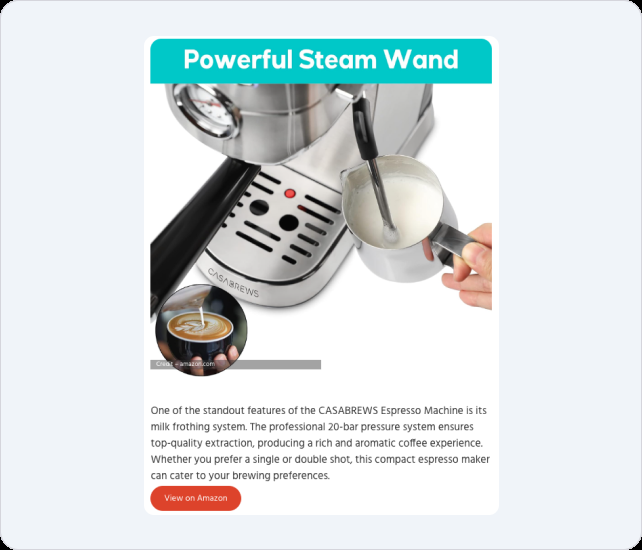 Powerful Steam Wand
CASABREWS
Credit – amazon.com
One of the standout features of the CASABREWS Espresso Machine is its
milk frothing system. The professional 20-bar pressure system ensures
top-quality extraction, producing a rich and aromatic coffee experience.
Whether you prefer a single or double shot, this compact espresso maker
can cater to your brewing preferences.
View on Amazon